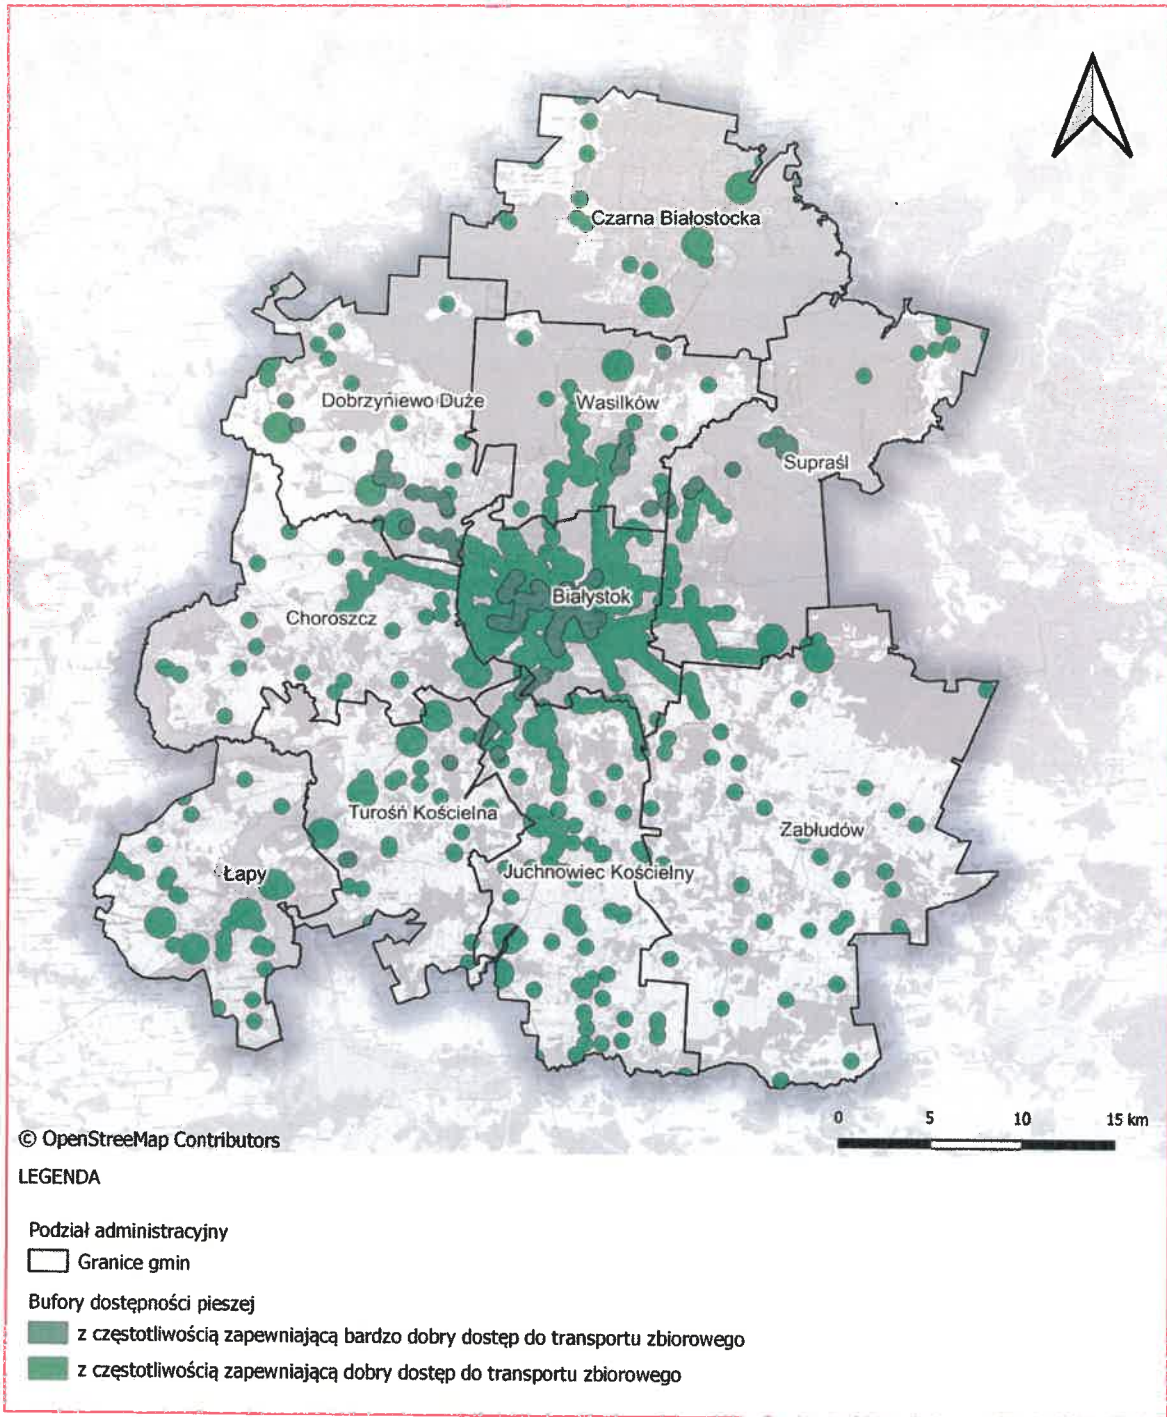 Czarna Białostocka
Dobrzyniewo Duże
Wasilków
Supraśl
Białystok
Choroszcz
Turośń Kościelna
Zabłudów
Łapy
Juchnowiec Kościelny
0 5 10 15 km
© OpenStreeMap Contributors
LEGENDA
Podział administracyjny
Granice gmin
Bufory dostępności pieszej
z częstotliwością zapewniającą bardzo dobry dostęp do transportu zbiorowego
z częstotliwością zapewniającą dobry dostęp do transportu zbiorowego